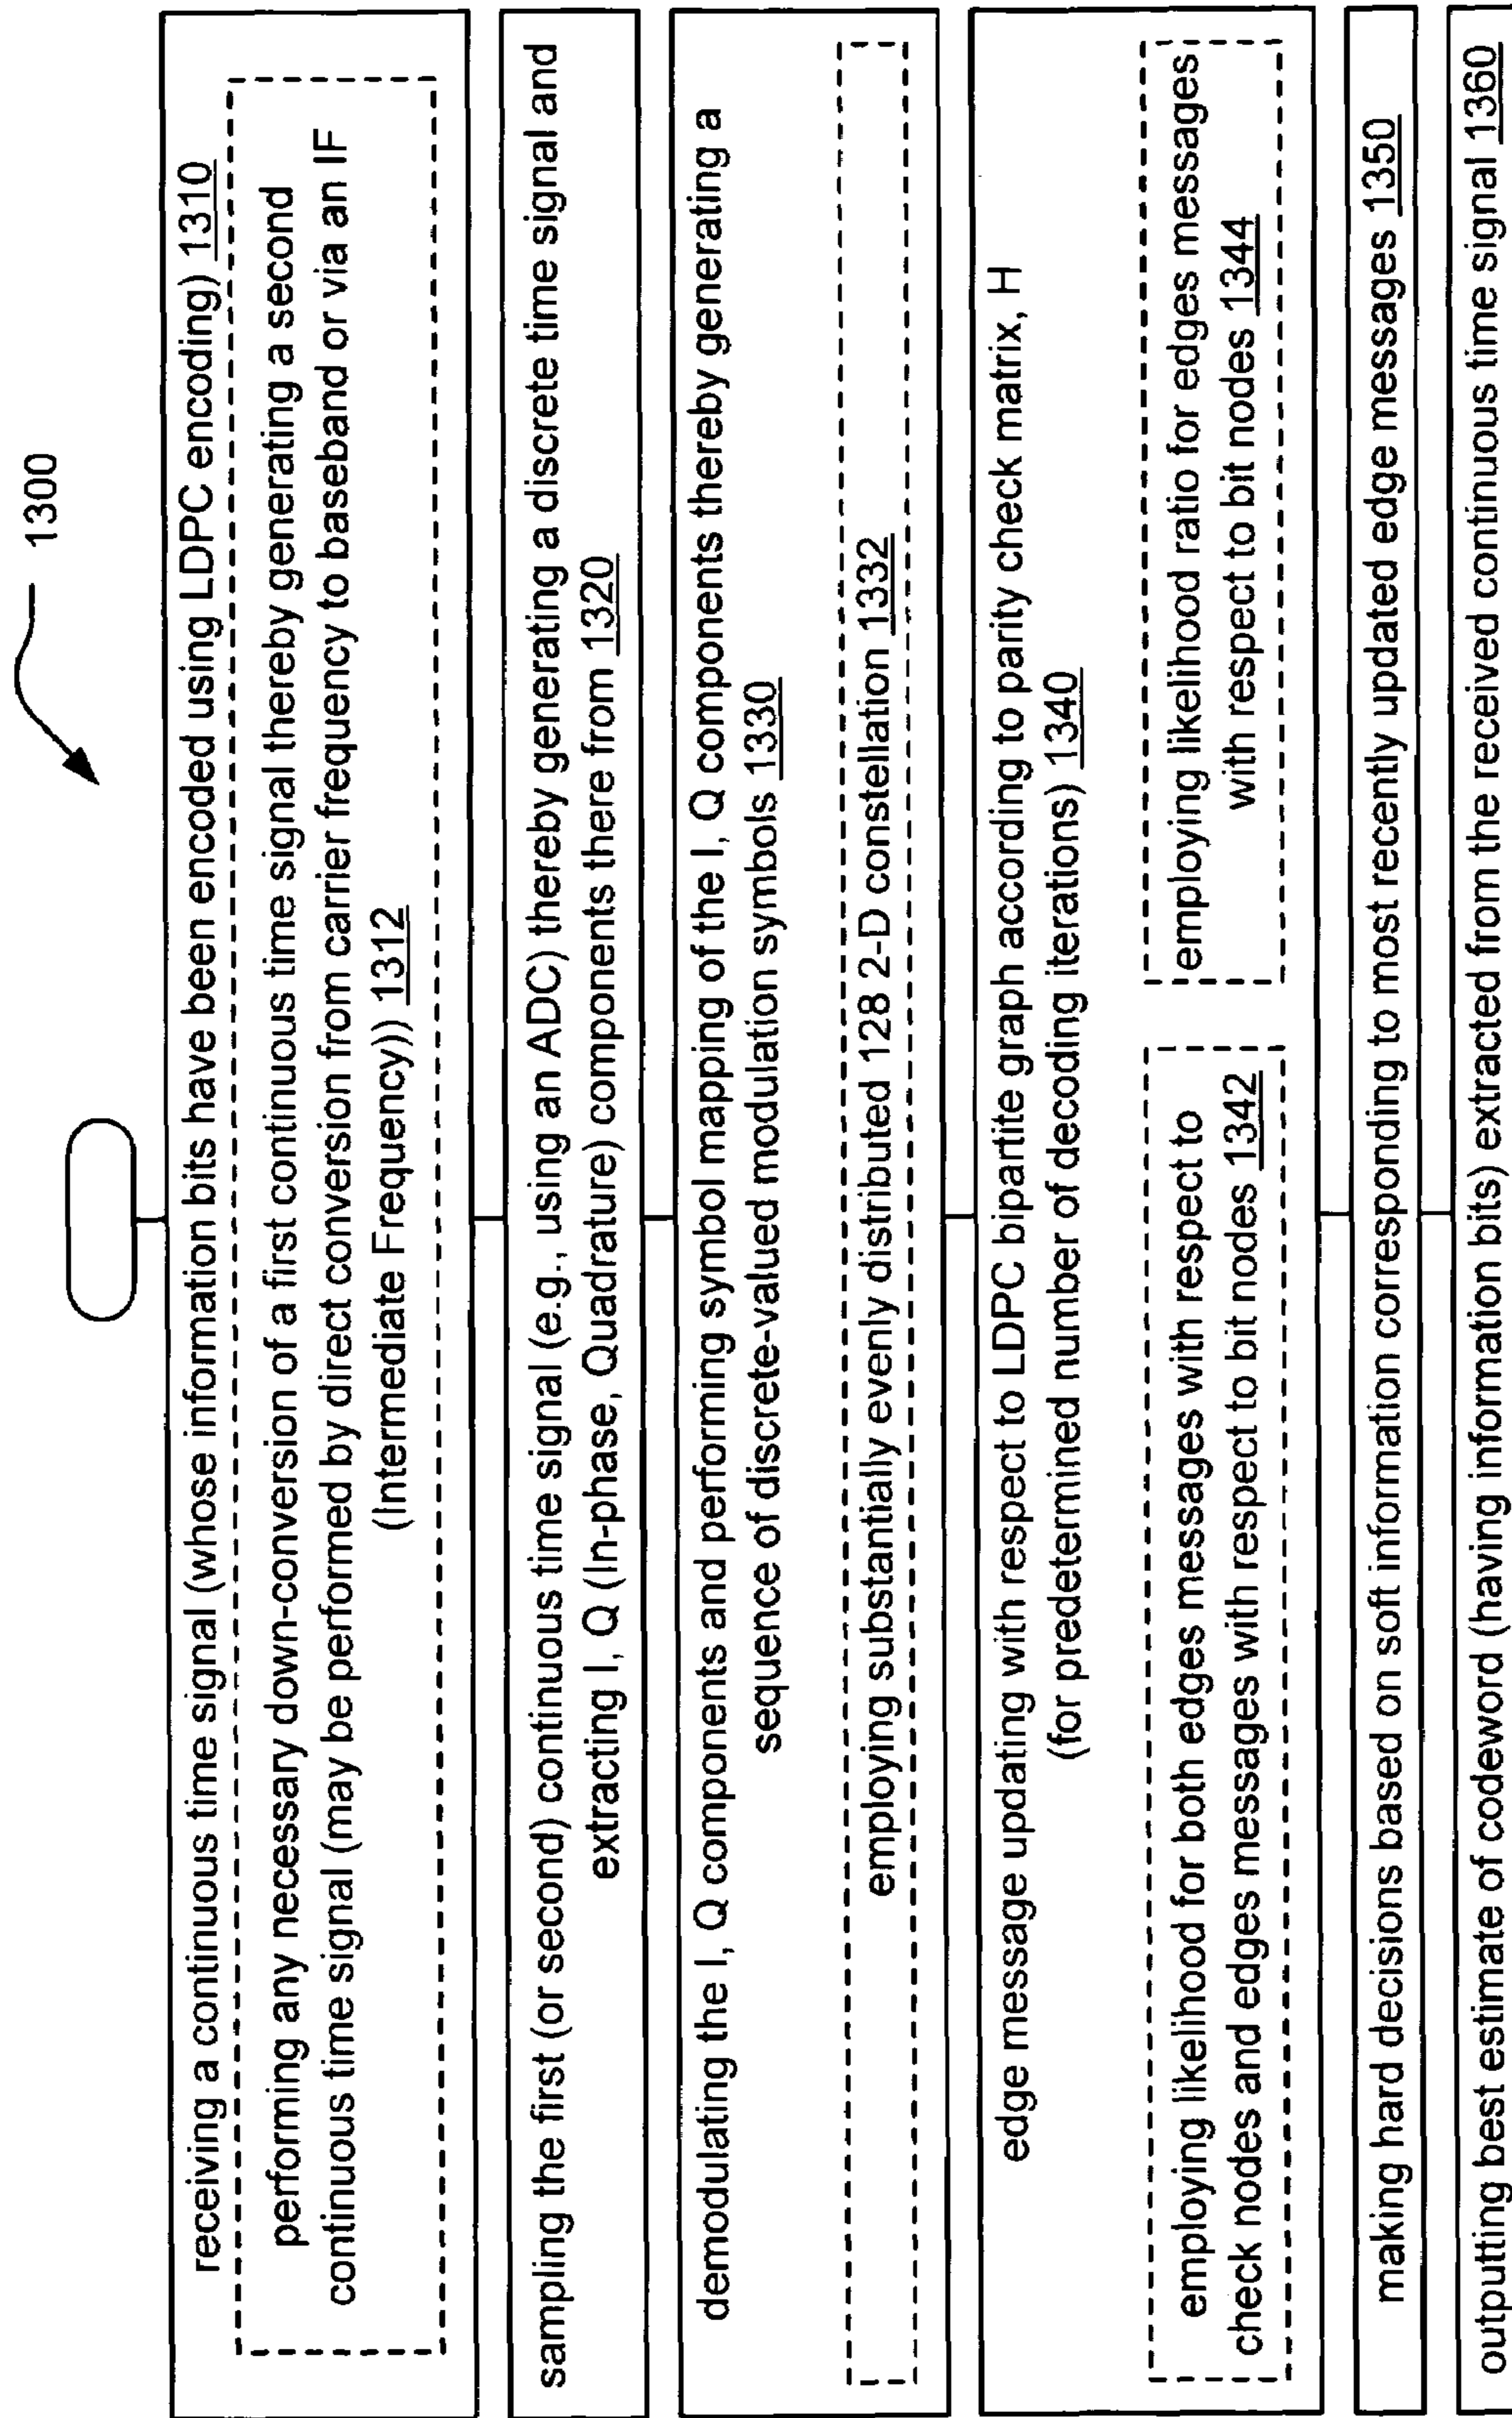 1300
receiving a continuous time signal (whose information bits have been encoded using LDPC encoding) 1310
performing any necessary down-conversion of a first continuous time signal thereby generating a second
continuous time signal (may be performed by direct conversion from carrier frequency to baseband or via an IF
(Intermediate Frequency)) 1312
sampling the first (or second) continuous time signal (e.g., using an ADC) thereby generating a discrete time signal and
extracting I, Q (In-phase, Quadrature) components there from 1320
demodulating the I, Q components and performing symbol mapping of the I, Q components thereby generating a
sequence of discrete-valued modulation symbols 1330
employing substantially evenly distributed 128 2-D constellation 1332
edge message updating with respect to LDPC bipartite graph according to parity check matrix, H
(for predetermined number of decoding iterations) 1340
employing likelihood for both edges messages with respect to
check nodes and edges messages with respect to bit nodes 1342
employing likelihood ratio for edges messages
with respect to bit nodes 1344
making hard decisions based on soft information corresponding to most recently updated edge messages 1350
outputting best estimate of codeword (having information bits) extracted from the received continuous time signal 1360